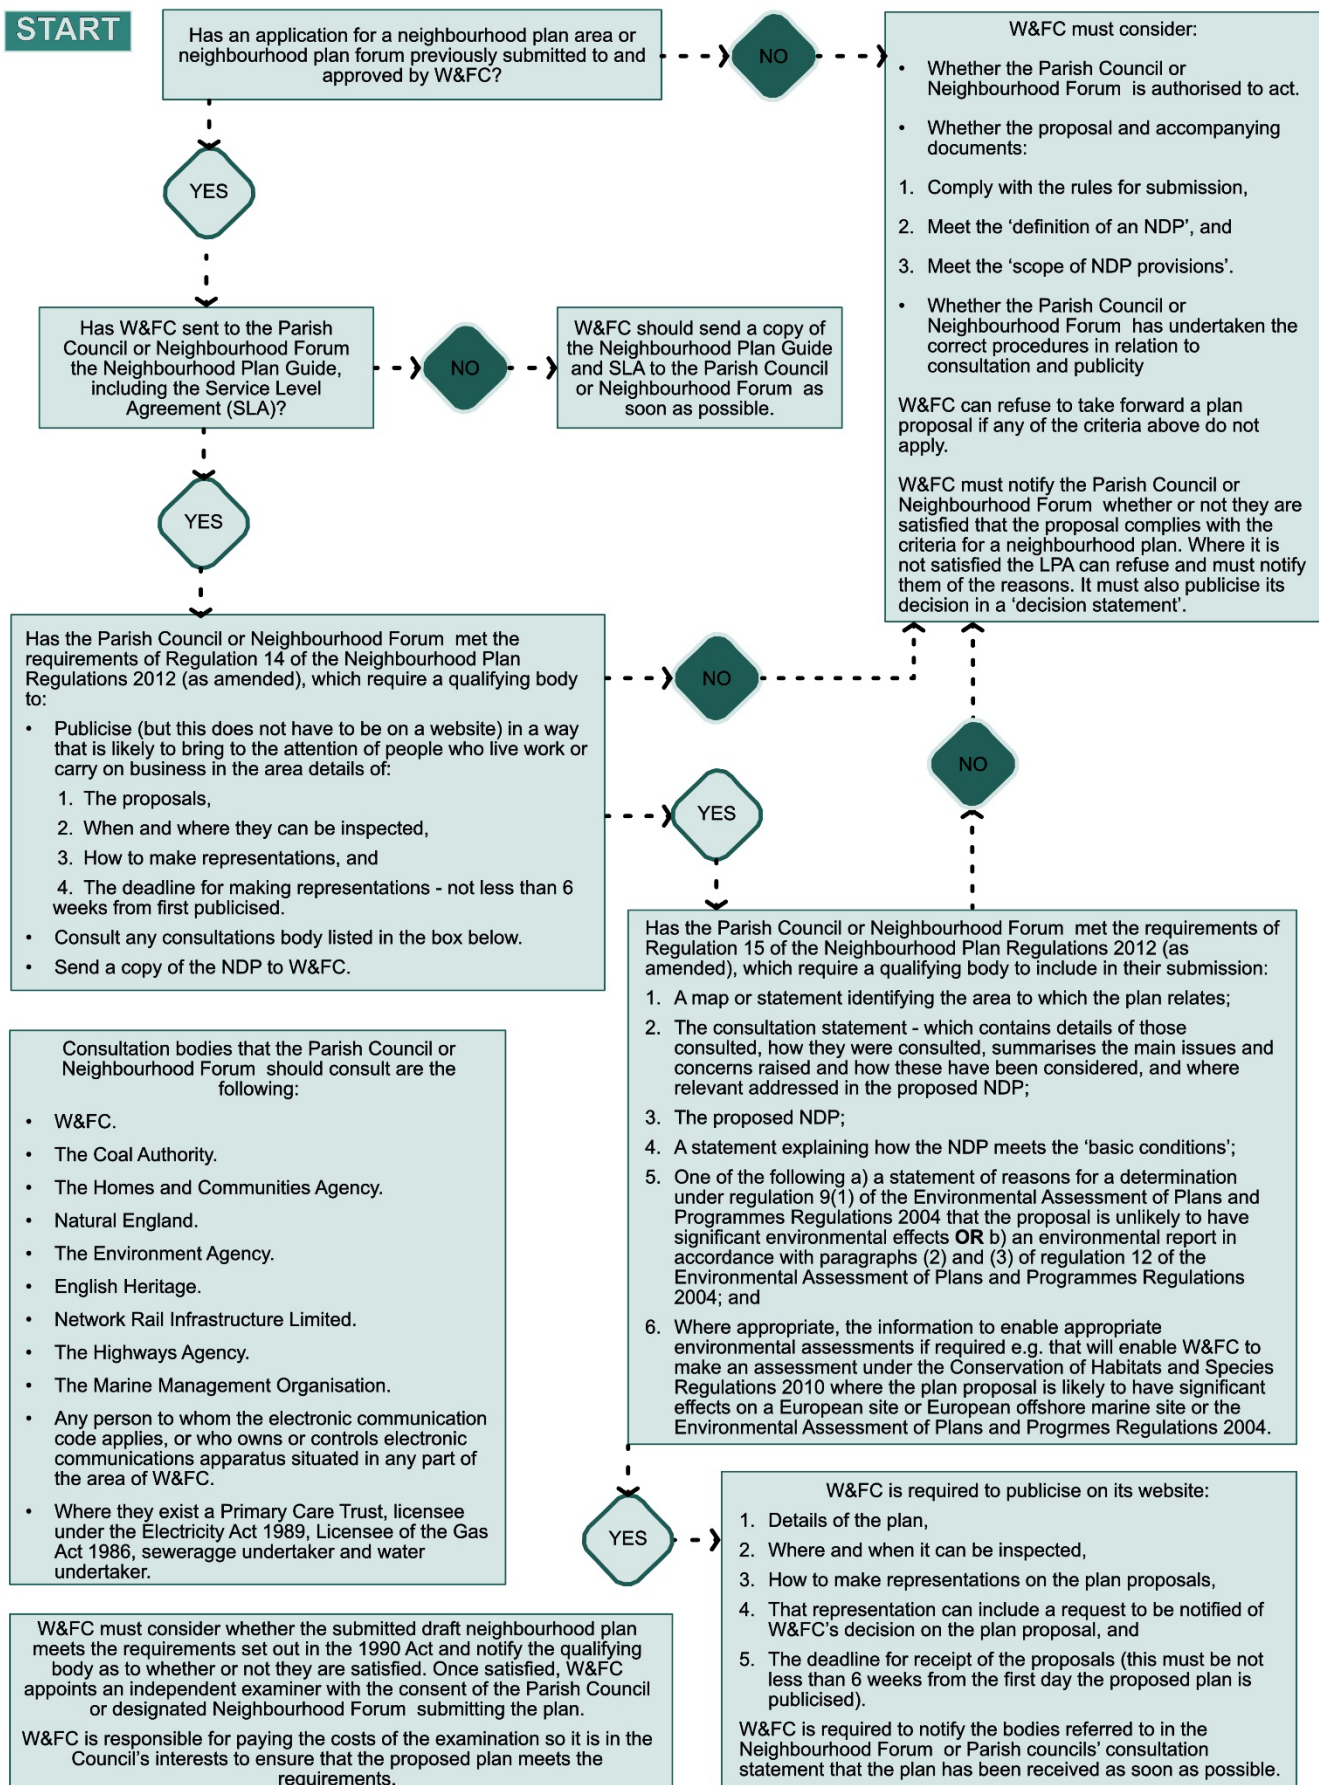 START
Has an application for a neighbourhood plan area or
neighbourhood plan forum previously submitted to and
approved by W&FC?
NO
W&FC must consider:
• Whether the Parish Council or
Neighbourhood Forum is authorised to act.
• Whether the proposal and accompanying
documents:
1. Comply with the rules for submission,
2. Meet the ‘definition of an NDP’, and
3. Meet the ‘scope of NDP provisions’.
• Whether the Parish Council or
Neighbourhood Forum has undertaken the
correct procedures in relation to
consultation and publicity
W&FC can refuse to take forward a plan
proposal if any of the criteria above do not
apply.
W&FC must notify the Parish Council or
Neighbourhood Forum whether or not they are
satisfied that the proposal complies with the
criteria for a neighbourhood plan. Where it is
not satisfied the LPA can refuse and must notify
them of the reasons. It must also publicise its
decision in a ‘decision statement’.
YES
Has W&FC sent to the Parish
Council or Neighbourhood Forum
the Neighbourhood Plan Guide,
including the Service Level
Agreement (SLA)?
NO
W&FC should send a copy of
the Neighbourhood Plan Guide
and SLA to the Parish Council
or Neighbourhood Forum as
soon as possible.
YES
Has the Parish Council or Neighbourhood Forum met the
requirements of Regulation 14 of the Neighbourhood Plan
Regulations 2012 (as amended), which require a qualifying body
to:
• Publicise (but this does not have to be on a website) in a way
that is likely to bring to the attention of people who live work or
carry on business in the area details of:
1. The proposals,
2. When and where they can be inspected,
3. How to make representations, and
4. The deadline for making representations - not less than 6
weeks from first publicised.
• Consult any consultations body listed in the box below.
• Send a copy of the NDP to W&FC.
NO
YES
NO
Has the Parish Council or Neighbourhood Forum met the requirements of
Regulation 15 of the Neighbourhood Plan Regulations 2012 (as
amended), which require a qualifying body to include in their submission:
1. A map or statement identifying the area to which the plan relates;
2. The consultation statement - which contains details of those
consulted, how they were consulted, summarises the main issues and
concerns raised and how these have been considered, and where
relevant addressed in the proposed NDP;
3. The proposed NDP;
4. A statement explaining how the NDP meets the ‘basic conditions’;
5. One of the following a) a statement of reasons for a determination
under regulation 9(1) of the Environmental Assessment of Plans and
Programmes Regulations 2004 that the proposal is unlikely to have
significant environmental effects OR b) an environmental report in
accordance with paragraphs (2) and (3) of regulation 12 of the
Environmental Assessment of Plans and Programmes Regulations
2004; and
6. Where appropriate, the information to enable appropriate
environmental assessments if required e.g. that will enable W&FC to
make an assessment under the Conservation of Habitats and Species
Regulations 2010 where the plan proposal is likely to have significant
effects on a European site or European offshore marine site or the
Environmental Assessment of Plans and Progrmes Regulations 2004.
Consultation bodies that the Parish Council or
Neighbourhood Forum should consult are the
following:
• W&FC.
• The Coal Authority.
• The Homes and Communities Agency.
• Natural England.
• The Environment Agency.
• English Heritage.
• Network Rail Infrastructure Limited.
• The Highways Agency.
• The Marine Management Organisation.
• Any person to whom the electronic communication
code applies, or who owns or controls electronic
communications apparatus situated in any part of
the area of W&FC.
• Where they exist a Primary Care Trust, licensee
under the Electricity Act 1989, Licensee of the Gas
Act 1986, seweragge undertaker and water
undertaker.
YES
W&FC is required to publicise on its website:
1. Details of the plan,
2. Where and when it can be inspected,
3. How to make representations on the plan proposals,
4. That representation can include a request to be notified of
W&FC’s decision on the plan proposal, and
5. The deadline for receipt of the proposals (this must be not
less than 6 weeks from the first day the proposed plan is
publicised).
W&FC is required to notify the bodies referred to in the
Neighbourhood Forum or Parish councils’ consultation
statement that the plan has been received as soon as possible.
W&FC must consider whether the submitted draft neighbourhood plan
meets the requirements set out in the 1990 Act and notify the qualifying
body as to whether or not they are satisfied. Once satisfied, W&FC
appoints an independent examiner with the consent of the Parish Council
or designated Neighbourhood Forum submitting the plan.
W&FC is responsible for paying the costs of the examination so it is in the
Council’s interests to ensure that the proposed plan meets the
requirements.